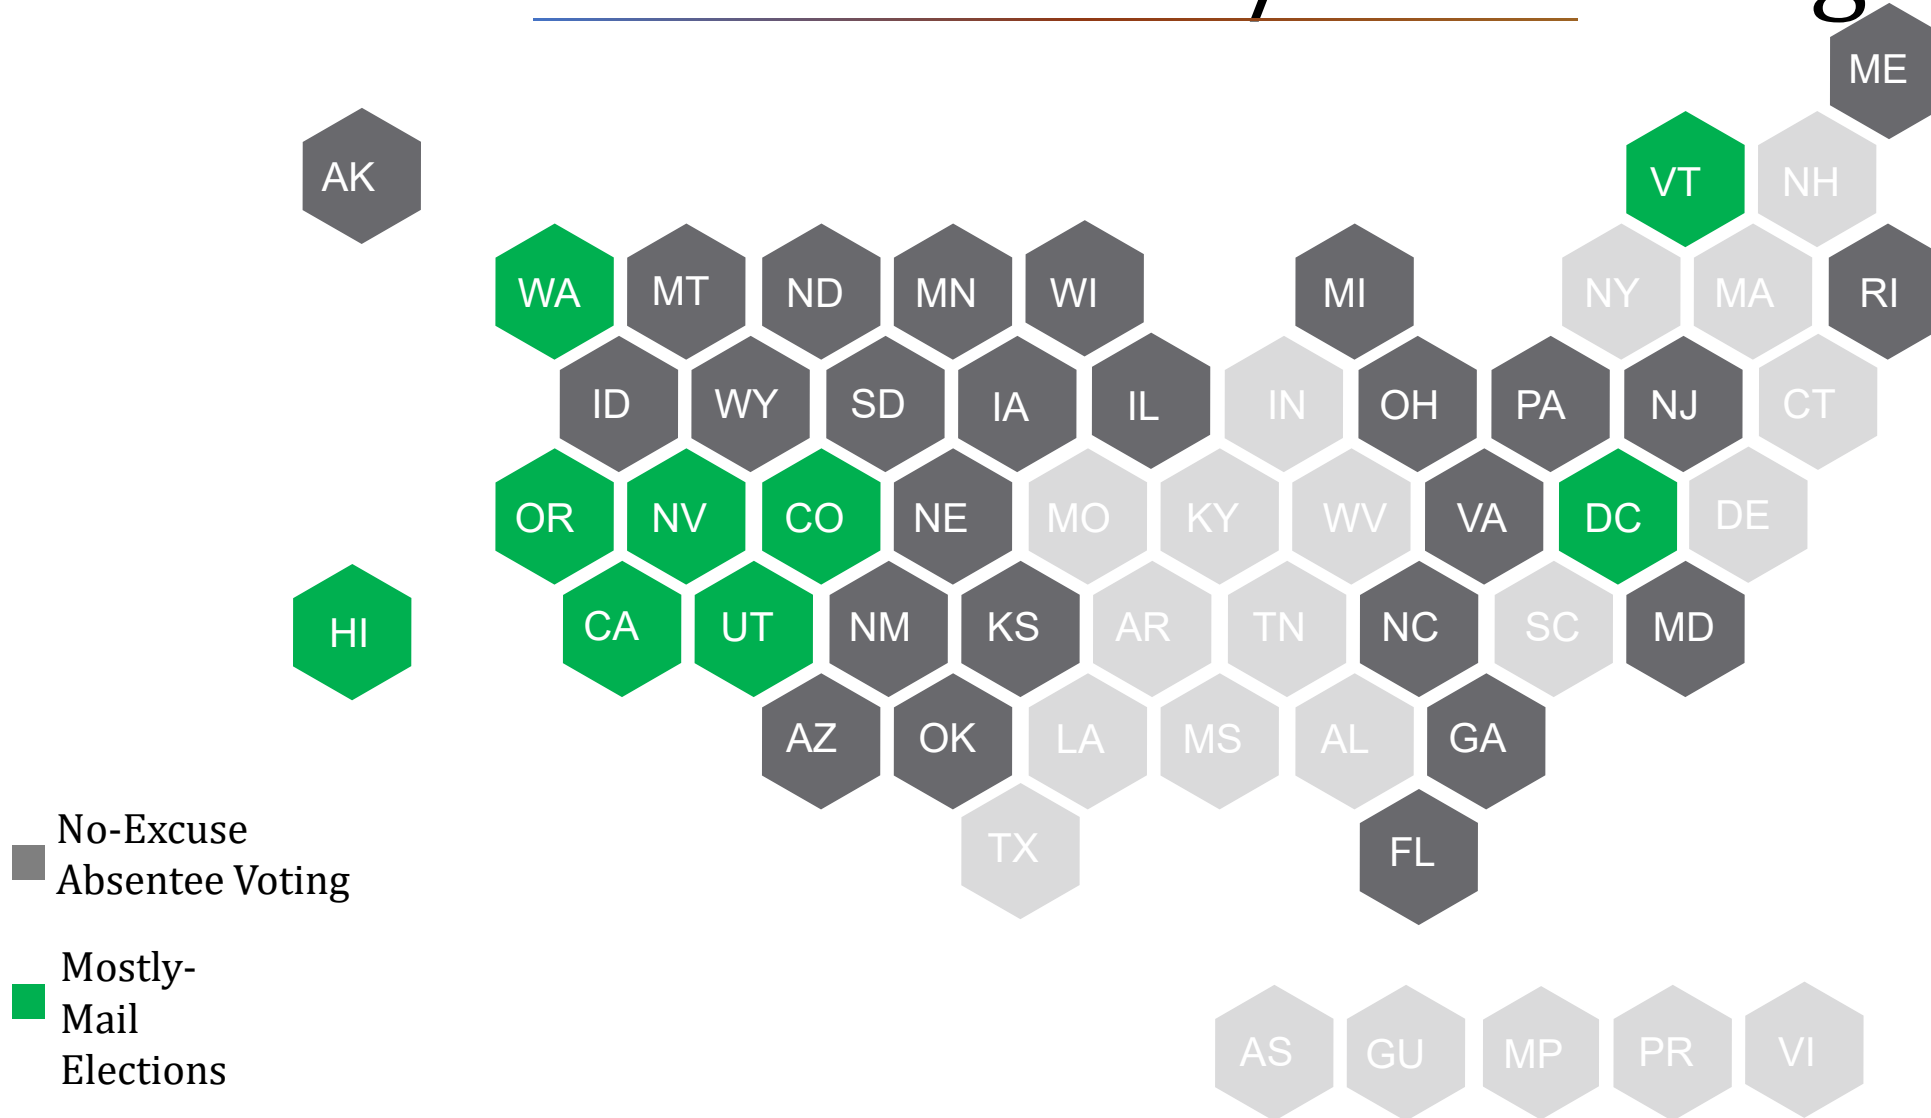 ME
AK
VT
NH
WA
MT
ND
MN
WI
MI
NY
MA
RI
ID
WY
SD
IA
IL
IN
OH
PA
NJ
CT
OR
NV
CO
NE
MO
KY
WV
VA
DC
DE
HI
CA
UT
NM
KS
AR
TN
NC
SC
MD
AZ
OK
LA
MS
AL
GA
TX
FL
No-Excuse
Absentee Voting
Mostly-
Mail
Elections
AS
GU
MP
PR
VI